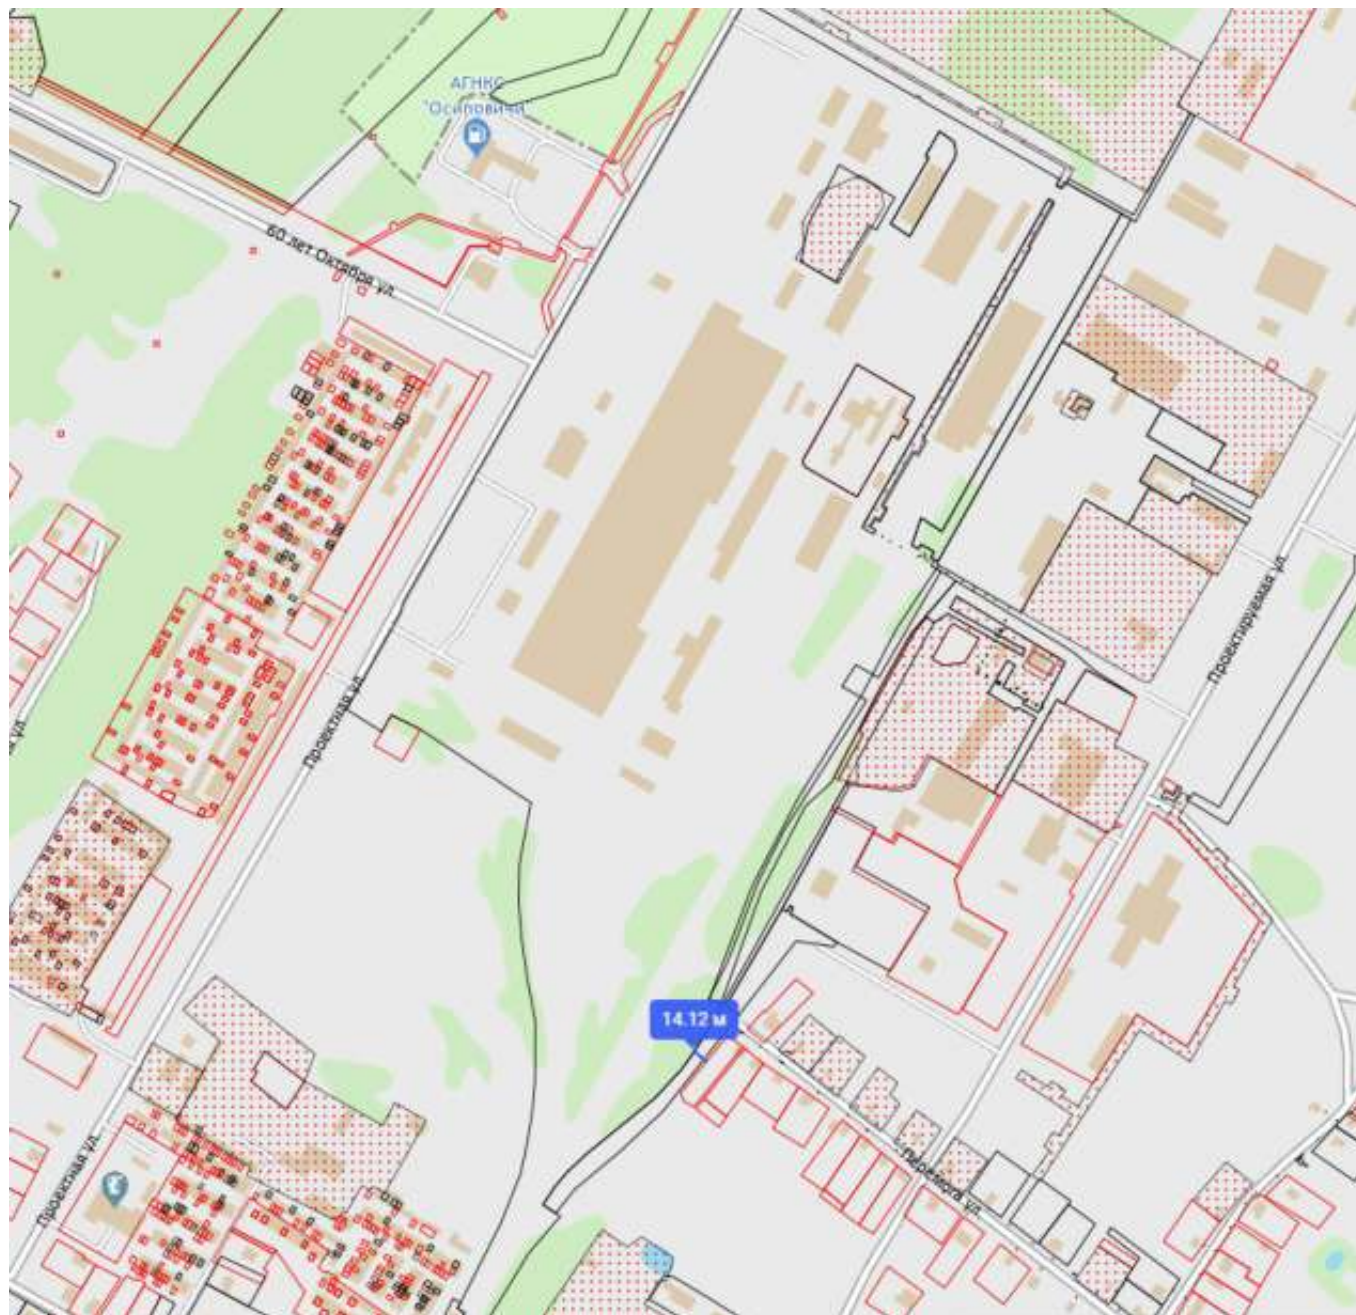 АГНКС
"Осиповичи"
60 лет Октября ул.
Проектируемая ул.
Проектная ул.
14.12 м
Проектная ул.